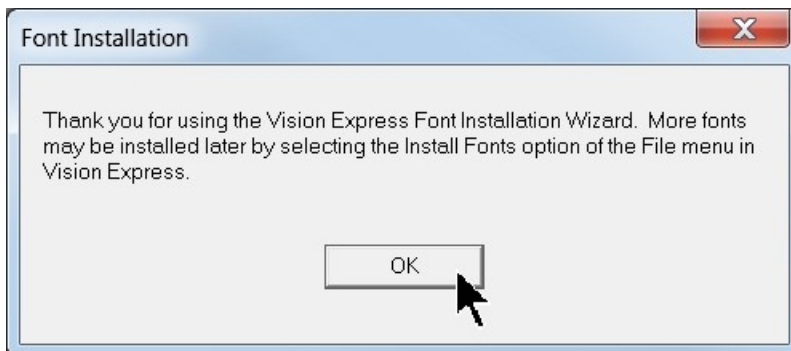 Font Installation
Thank you for using the Vision Express Font Installation Wizard. More fonts
may be installed later by selecting the Install Fonts option of the File menu in
Vision Express.
OK